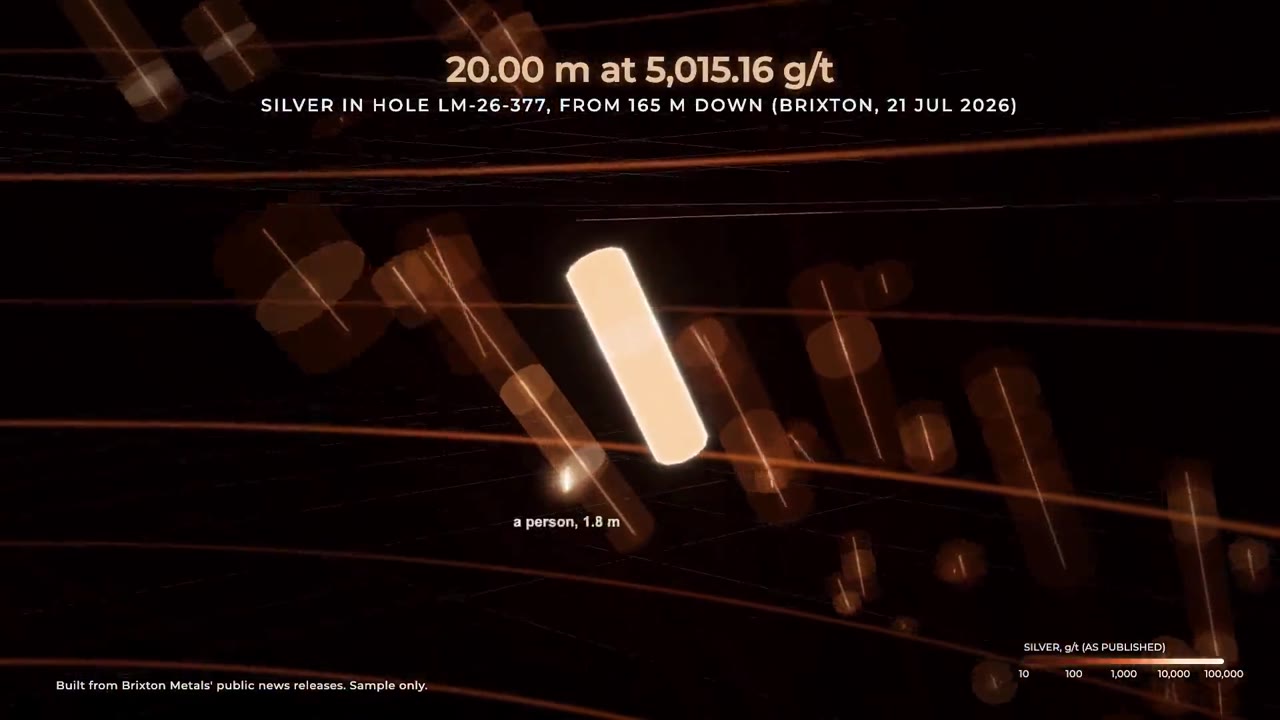 20.00 m at 5,015.16 g/t
SILVER IN HOLE LM-26-377, FROM 165 M DOWN (BRIXTON, 21 JUL 2026)
a person, 1.8 m
SILVER, g/t (AS PUBLISHED)
10 100 1,000 10,000 100,000
Built from Brixton Metals' public news releases. Sample only.